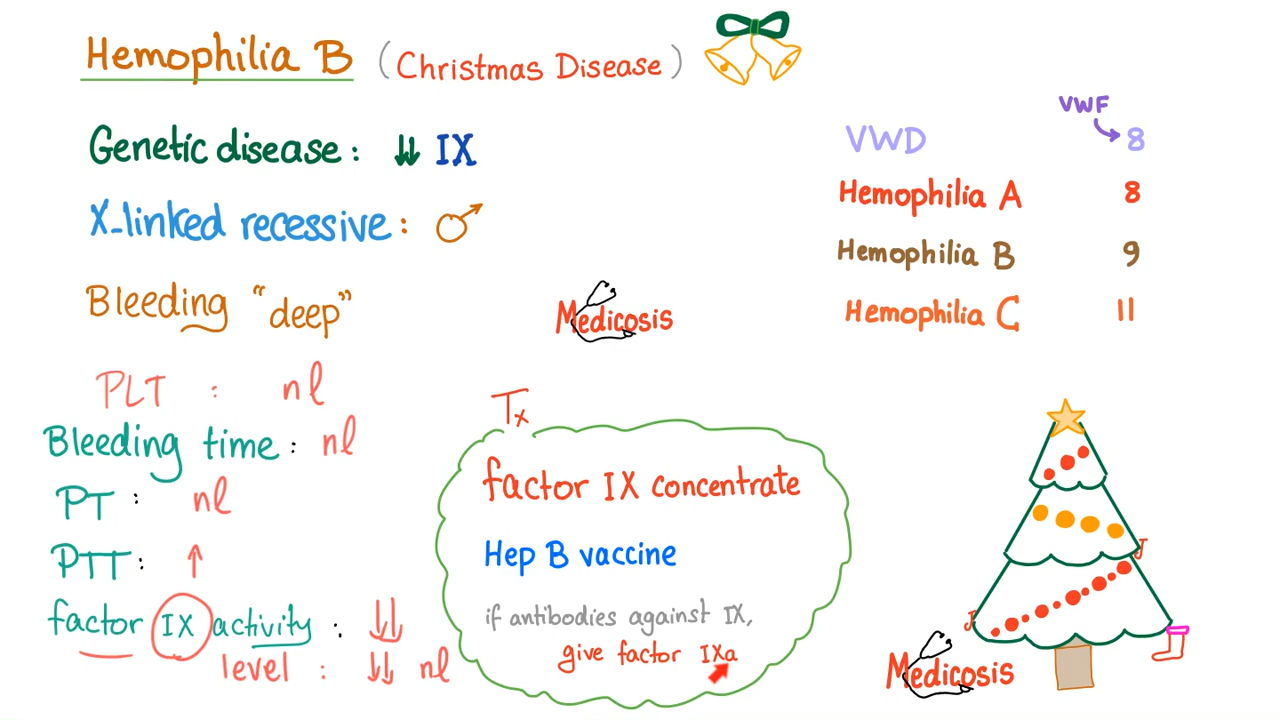 Hemophilia B (Christmas Disease)
Genetic disease: ↓↓ IX
X-linked recessive: ♂
Bleeding "deep"
PLT : nl
Bleeding time: nl
PT : nl
PTT: ↑
factor IX activity : ↓↓
level : ↓↓ nl
VWF
VWD → 8
Hemophilia A 8
Hemophilia B 9
Hemophilia C 11
Medicosis
Tx
factor IX concentrate
Hep B vaccine
if antibodies against IX,
give factor IXa
Medicosis